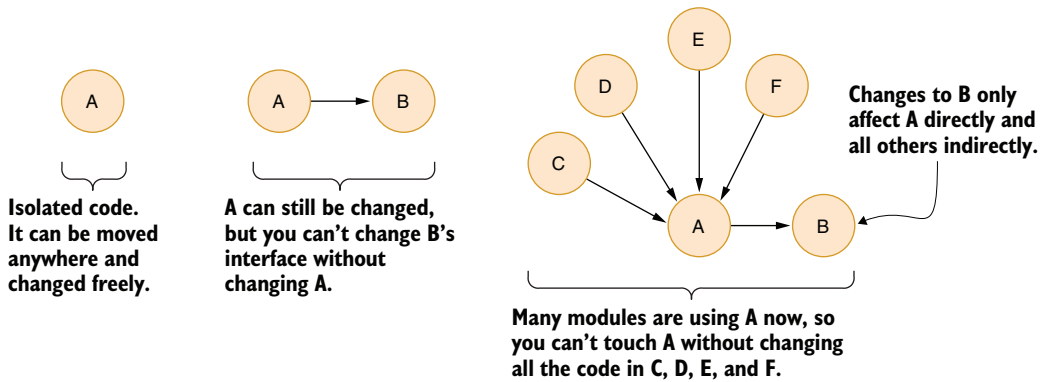 A
Isolated code.
It can be moved
anywhere and
changed freely.
A
B
A can still be changed,
but you can't change B's
interface without
changing A.
E
D
F
C
A
B
Changes to B only
affect A directly and
all others indirectly.
Many modules are using A now, so
you can't touch A without changing
all the code in C, D, E, and F.